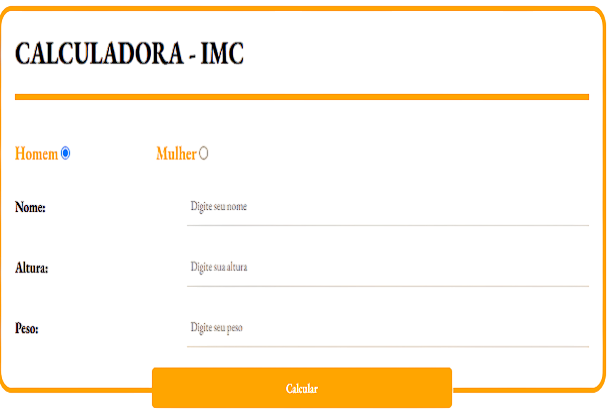 CALCULADORA - IMC
Homem Mulher
Nome: Digite seu nome
Altura: Digite sua altura
Peso: Digite seu peso
Calcular